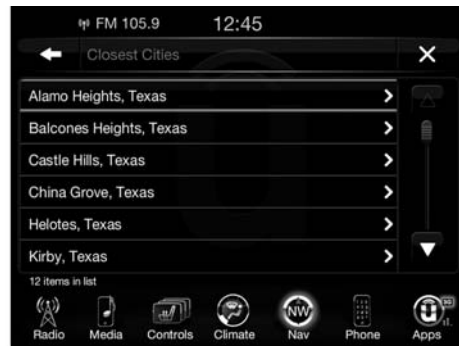 FM 105.9 12:45
Closest Cities
Alamo Heights, Texas
Balcones Heights, Texas
Castle Hills, Texas
China Grove, Texas
Helotes, Texas
Kirby, Texas
12 items in list
NW
3G
Radio Media Controls Climate Nav Phone Apps